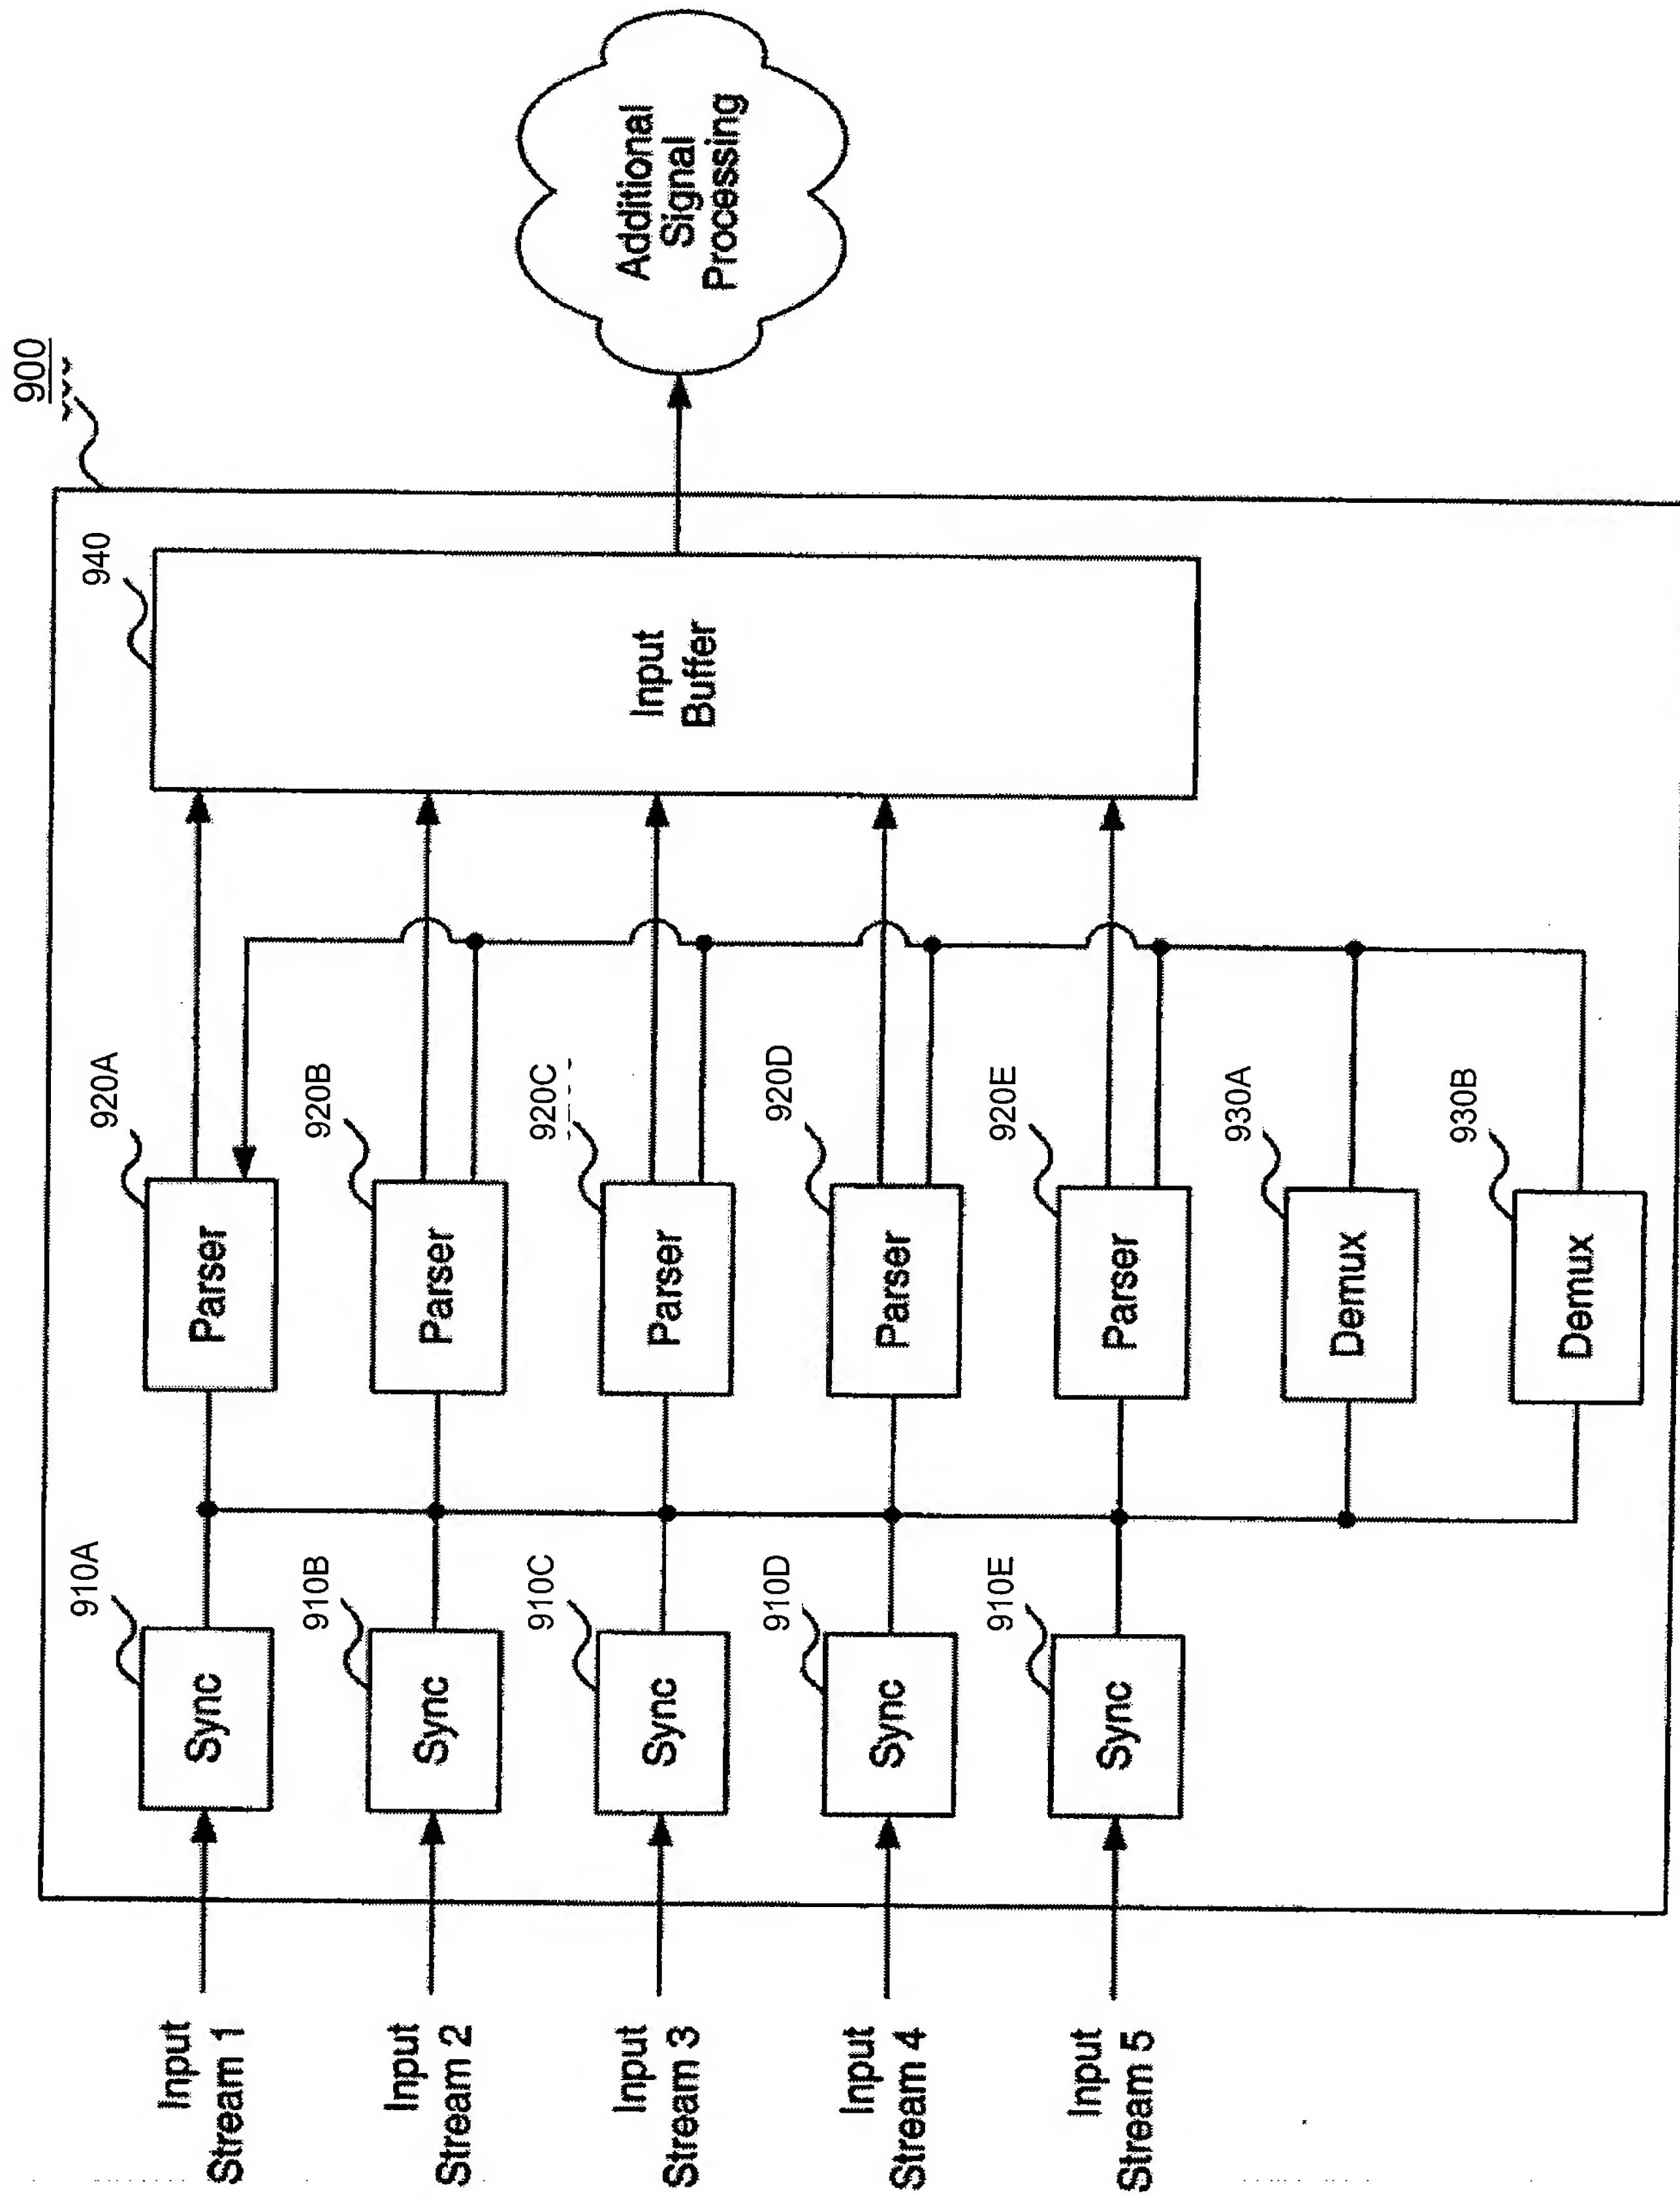 900
940
Additional
Signal
Processing
Input
Buffer
920A
Parser
920B
Parser
920C
Parser
920D
Parser
920E
Parser
930A
Demux
930B
Demux
910A
Sync
910B
Sync
910C
Sync
910D
Sync
910E
Sync
Input
Stream 1
Input
Stream 2
Input
Stream 3
Input
Stream 4
Input
Stream 5